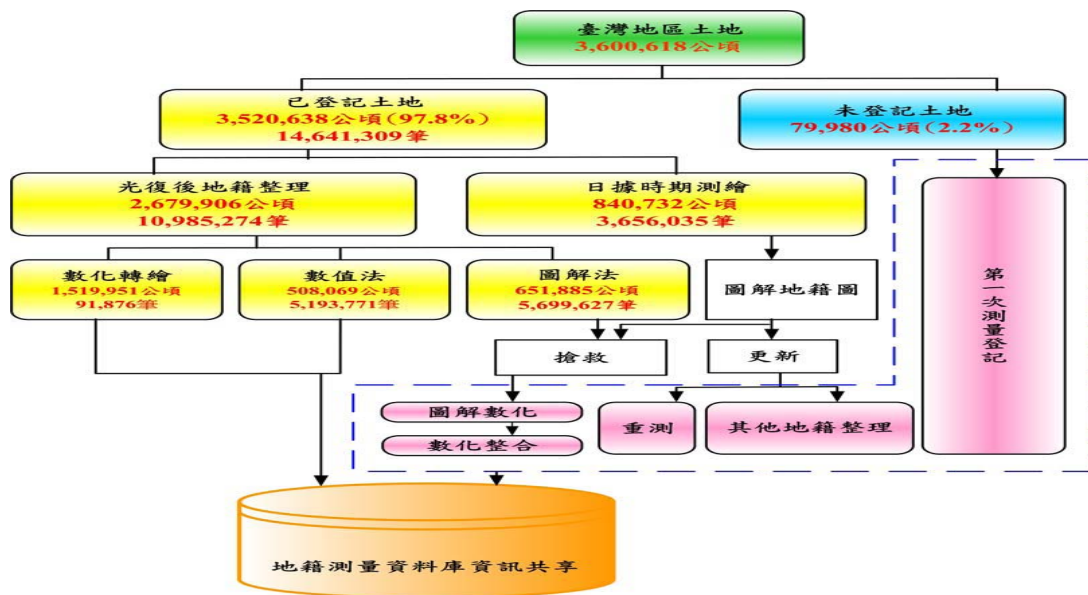 臺灣地區土地
3,600,618公頃
已登記土地
3,520,638公頃(97.8%)
14,641,309筆
未登記土地
79,980公頃(2.2%)
光復後地籍整理
2,679,906公頃
10,985,274筆
日據時期測繪
840,732公頃
3,656,035筆
數化轉繪
1,519,951公頃
91,876筆
數值法
508,069公頃
5,193,771筆
圖解法
651,885公頃
5,699,627筆
圖解地籍圖
第一次測量登記
搶救
更新
圖解數化
數化整合
重測
其他地籍整理
地籍測量資料庫資訊共享